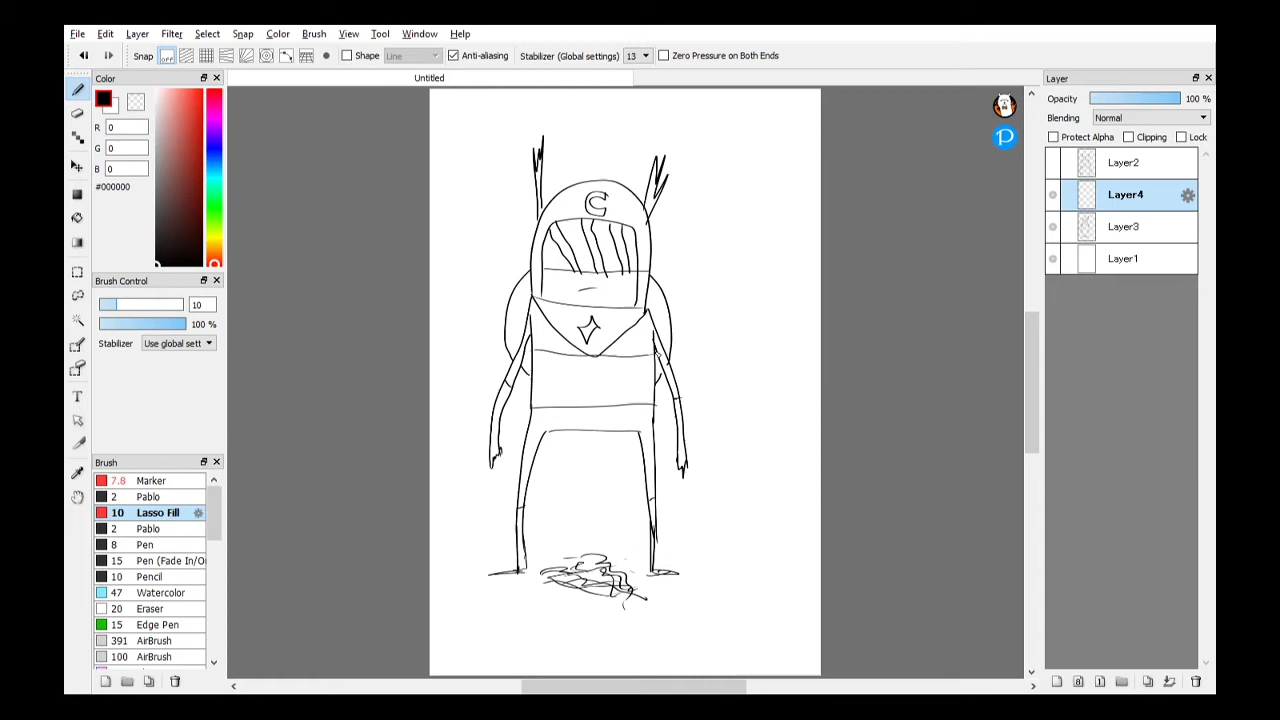 File Edit Layer Filter Select Snap Color Brush View Tool Window Help
Snap OFF Shape Line Anti-aliasing Stabilizer (Global settings) 13 Zero Pressure on Both Ends
Color
Untitled
Layer
R 0
G 0
B 0
#000000
Opacity 100 %
Blending Normal
Protect Alpha Clipping Lock
Layer2
Layer4
Layer3
Layer1
C
Brush Control
10
100 %
Stabilizer Use global sett
Brush
7.8 Marker
2 Pablo
10 Lasso Fill
2 Pablo
8 Pen
15 Pen (Fade In/O
10 Pencil
47 Watercolor
20 Eraser
15 Edge Pen
391 AirBrush
100 AirBrush